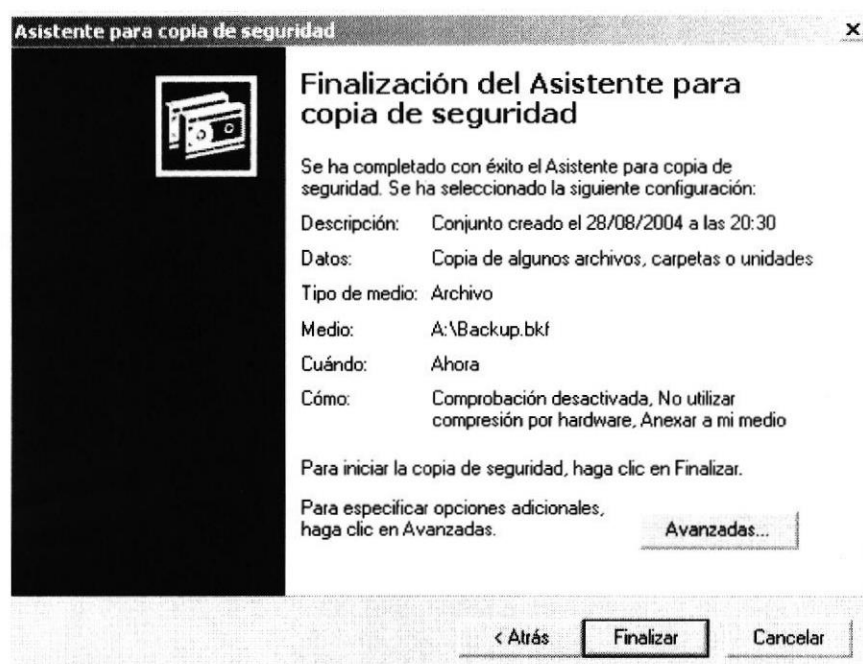 Asistente para copia de seguridad
Finalización del Asistente para
copia de seguridad
Se ha completado con éxito el Asistente para copia de
seguridad. Se ha seleccionado la siguiente configuración:
Descripción: Conjunto creado el 28/08/2004 a las 20:30
Datos: Copia de algunos archivos, carpetas o unidades
Tipo de medio: Archivo
Medio: A:\Backup.bkf
Cuándo: Ahora
Cómo: Comprobación desactivada, No utilizar
compresión por hardware, Anexar a mi medio
Para iniciar la copia de seguridad, haga clic en Finalizar.
Para especificar opciones adicionales,
haga clic en Avanzadas.
Avanzadas...
< Atrás Finalizar Cancelar